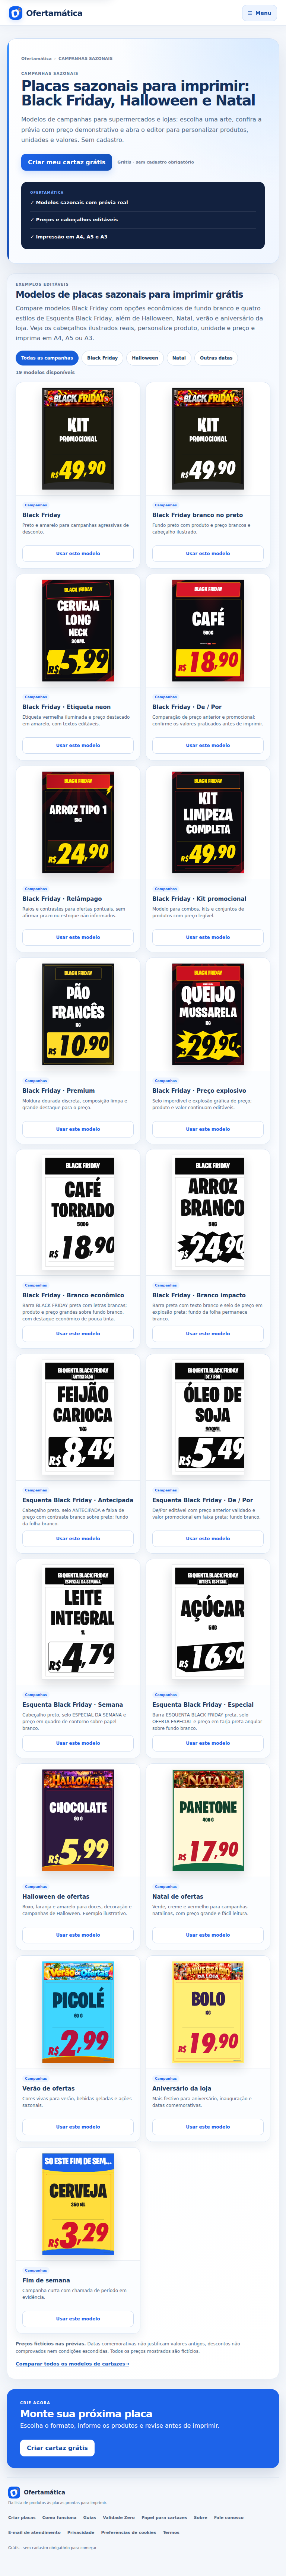 Ofertamática
☰ Menu
Ofertamática · CAMPANHAS SAZONAIS
CAMPANHAS SAZONAIS
Placas sazonais para imprimir:
Black Friday, Halloween e Natal
Modelos de campanhas para supermercados e lojas: escolha uma arte, confira a
prévia com preço demonstrativo e abra o editor para personalizar produtos,
unidades e valores. Sem cadastro.
Criar meu cartaz grátis
Grátis · sem cadastro obrigatório
OFERTAMÁTICA
✓ Modelos sazonais com prévia real
✓ Preços e cabeçalhos editáveis
✓ Impressão em A4, A5 e A3
EXEMPLOS EDITÁVEIS
Modelos de placas sazonais para imprimir grátis
Compare modelos Black Friday com opções econômicas de fundo branco e quatro
estilos de Esquenta Black Friday, além de Halloween, Natal, verão e aniversário da
loja. Veja os cabeçalhos ilustrados reais, personalize produto, unidade e preço e
imprima em A4, A5 ou A3.
Todas as campanhas
Black Friday
Halloween
Natal
Outras datas
19 modelos disponíveis
BLACK FRIDAY
KIT
PROMOCIONAL
R$49,90
Campanhas
Black Friday
Preto e amarelo para campanhas agressivas de
desconto.
Usar este modelo
BLACK FRIDAY
KIT
PROMOCIONAL
R$49,90
Campanhas
Black Friday branco no preto
Fundo preto com produto e preço brancos e
cabeçalho ilustrado.
Usar este modelo
BLACK FRIDAY
CERVEJA
LONG
NECK
R$5,99
Campanhas
Black Friday · Etiqueta neon
Etiqueta vermelha iluminada e preço destacado
em amarelo, com textos editáveis.
Usar este modelo
BLACK FRIDAY
CAFÉ
500G
R$18,90
Campanhas
Black Friday · De / Por
Comparação de preço anterior e promocional;
confirme os valores praticados antes de imprimir.
Usar este modelo
BLACK FRIDAY
ARROZ TIPO 1
5KG
R$24,90
Campanhas
Black Friday · Relâmpago
Raios e contrastes para ofertas pontuais, sem
afirmar prazo ou estoque não informados.
Usar este modelo
BLACK FRIDAY
KIT
LIMPEZA
COMPLETA
R$49,90
Campanhas
Black Friday · Kit promocional
Modelo para combos, kits e conjuntos de
produtos com preço legível.
Usar este modelo
BLACK FRIDAY
PÃO
FRANCÊS
KG
R$10,90
Campanhas
Black Friday · Premium
Moldura dourada discreta, composição limpa e
grande destaque para o preço.
Usar este modelo
BLACK FRIDAY
QUEIJO
MUSSARELA
KG
R$29,90
Campanhas
Black Friday · Preço explosivo
Selo imperdível e explosão gráfica de preço;
produto e valor continuam editáveis.
Usar este modelo
BLACK FRIDAY
CAFÉ
TORRADO
500G
R$18,90
Campanhas
Black Friday · Branco econômico
Barra BLACK FRIDAY preta com letras brancas;
produto e preço grandes sobre fundo branco,
com destaque econômico de pouca tinta.
Usar este modelo
BLACK FRIDAY
ARROZ
BRANCO
5KG
R$24,90
Campanhas
Black Friday · Branco impacto
Barra preta com texto branco e selo de preço em
explosão preta; fundo da folha permanece
branco.
Usar este modelo
ESQUENTA BLACK FRIDAY
ANTECIPADA
FEIJÃO
CARIOCA
1KG
R$8,49
Campanhas
Esquenta Black Friday · Antecipada
Cabeçalho preto, selo ANTECIPADA e faixa de
preço com contraste branco sobre preto; fundo
da folha branco.
Usar este modelo
ESQUENTA BLACK FRIDAY
DE / POR
ÓLEO DE
SOJA
R$5,49
Campanhas
Esquenta Black Friday · De / Por
De/Por editável com preço anterior validado e
valor promocional em faixa preta, fundo branco.
Usar este modelo
ESQUENTA BLACK FRIDAY
ESPECIAL DA SEMANA
LEITE
INTEGRAL
1L
R$4,79
Campanhas
Esquenta Black Friday · Semana
Cabeçalho preto, selo ESPECIAL DA SEMANA e
preço em quadro de contorno sobre papel
branco.
Usar este modelo
ESQUENTA BLACK FRIDAY
OFERTA ESPECIAL
AÇÚCAR
5KG
R$16,90
Campanhas
Esquenta Black Friday · Especial
Barra ESQUENTA BLACK FRIDAY preta, selo
OFERTA ESPECIAL e preço em tarja preta angular
sobre fundo branco.
Usar este modelo
HALLOWEEN
CHOCOLATE
90 G
R$5,99
Campanhas
Halloween de ofertas
Roxo, laranja e amarelo para doces, decoração e
campanhas de Halloween. Exemplo ilustrativo.
Usar este modelo
NATAL
PANETONE
400 G
R$17,90
Campanhas
Natal de ofertas
Verde, creme e vermelho para campanhas
natalinas, com preço grande e fácil leitura.
Usar este modelo
Verão de Ofertas
PICOLÉ
60 G
R$2,99
Campanhas
Verão de ofertas
Cores vivas para verão, bebidas geladas e ações
sazonais.
Usar este modelo
ANIVERSÁRIO
DA LOJA
BOLO
KG
R$19,90
Campanhas
Aniversário da loja
Mais festivo para aniversário, inauguração e
datas comemorativas.
Usar este modelo
SO ESTE FIM DE SEM...
CERVEJA
350 ML
R$3,29
Campanhas
Fim de semana
Campanha curta com chamada de período em
evidência.
Usar este modelo
Preços fictícios nas prévias. Datas comemorativas não justificam valores antigos, descontos não
comprovados nem condições escondidas. Todos os preços mostrados são fictícios.
Comparar todos os modelos de cartazes→
CRIE AGORA
Monte sua próxima placa
Escolha o formato, informe os produtos e revise antes de imprimir.
Criar cartaz grátis
Ofertamática
Da lista de produtos às placas prontas para imprimir.
Criar placas
Como funciona
Guias
Validade Zero
Papel para cartazes
Sobre
Fale conosco
E-mail de atendimento
Privacidade
Preferências de cookies
Termos
Grátis · sem cadastro obrigatório para começar